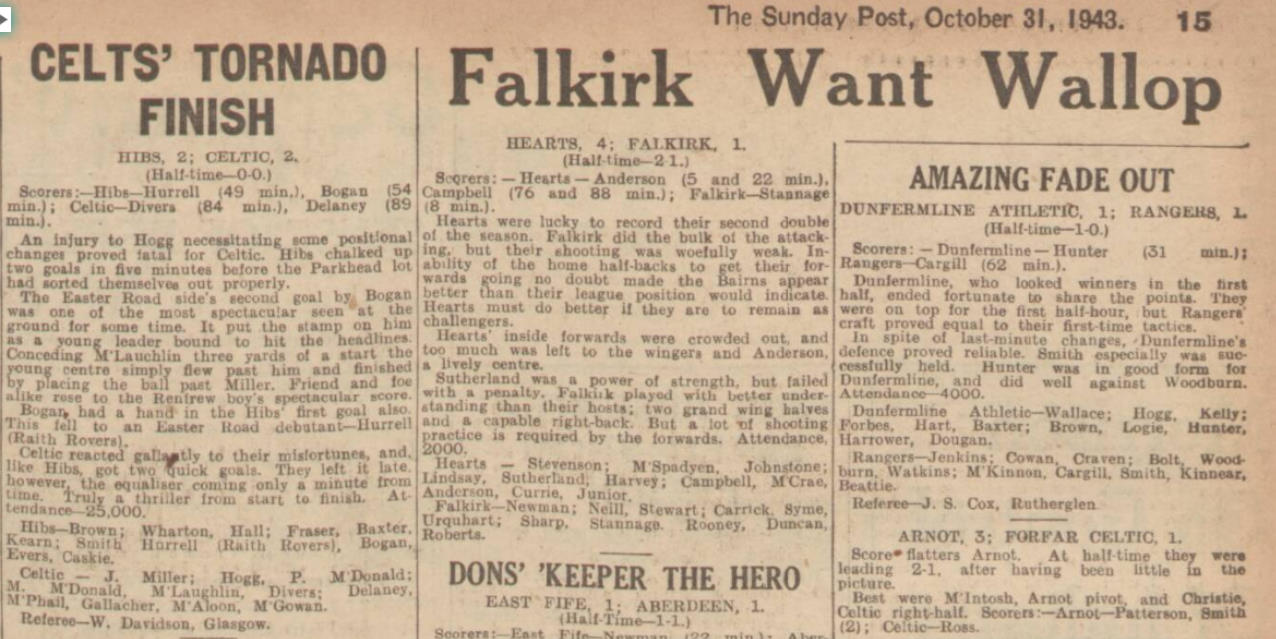 The Sunday Post, October 31, 1943. 15
CELTS' TORNADO
FINISH
HIBS, 2; CELTIC, 2.
(Half-time—0-0.)
Scorers:—Hibs—Hurrell (49 min.), Bogan (54
min.); Celtic—Divers (84 min.), Delaney (89
min.).
An injury to Hogg necessitating some positional
changes proved fatal for Celtic. Hibs chalked up
two goals in five minutes before the Parkhead lot
had sorted themselves out properly.
The Easter Road side's second goal by Bogan
was one of the most spectacular seen at the
ground for some time. It put the stamp on him
as a young leader bound to hit the headlines.
Conceding M'Lauchlin three yards of a start the
young centre simply flew past him and finished
by placing the ball past Miller. Friend and foe
alike rose to the Renfrew boy's spectacular score.
Bogan had a hand in the Hibs' first goal also.
This fell to an Easter Road debutant—Hurrell
(Raith Rovers).
Celtic reacted gallantly to their misfortunes, and,
like Hibs, got two quick goals. They left it late,
however, the equaliser coming only a minute from
time. Truly a thriller from start to finish. At-
tendance—25,000.
Hibs—Brown; Wharton, Hall; Fraser, Baxter,
Kearn; Smith Hurrell (Raith Rovers), Bogan,
Evers, Caskie.
Celtic — J. Miller; Hogg, P. M'Donald;
M. M'Donald, M'Laughlin, Divers; Delaney,
M'Phail, Gallacher, M'Aloon, M'Gowan.
Referee—W. Davidson, Glasgow.
Falkirk Want Wallop
HEARTS, 4; FALKIRK, 1.
(Half-time—2-1.)
Scorers: — Hearts — Anderson (5 and 22 min.),
Campbell (76 and 88 min.); Falkirk—Stannage
(8 min.).
Hearts were lucky to record their second double
of the season. Falkirk did the bulk of the attack-
ing, but their shooting was woefully weak. In-
ability of the home half-backs to get their for-
wards going no doubt made the Bairns appear
better than their league position would indicate.
Hearts must do better if they are to remain as
challengers.
Hearts' inside forwards were crowded out, and
too much was left to the wingers and Anderson,
a lively centre.
Sutherland was a power of strength, but failed
with a penalty. Falkirk played with better under-
standing than their hosts; two grand wing halves
and a capable right-back. But a lot of shooting
practice is required by the forwards. Attendance,
2000.
Hearts — Stevenson; M'Spadyen, Johnstone;
Lindsay, Sutherland; Harvey; Campbell, M'Crae,
Anderson, Currie, Junior.
Falkirk—Newman; Neill, Stewart; Carrick, Syme,
Urquhart; Sharp, Stannage. Rooney, Duncan,
Roberts.
DONS' 'KEEPER THE HERO
EAST FIFE, 1; ABERDEEN, 1.
(Half-Time—1-1.)
Scorers:—East Fife—Newman (22 min.); Aber-
AMAZING FADE OUT
DUNFERMLINE ATHLETIC, 1; RANGERS, 1.
(Half-time—1-0.)
Scorers: — Dunfermline — Hunter (31 min.);
Rangers—Cargill (62 min.).
Dunfermline, who looked winners in the first
half, ended fortunate to share the points. They
were on top for the first half-hour, but Rangers'
craft proved equal to their first-time tactics.
In spite of last-minute changes, Dunfermline's
defence proved reliable. Smith especially was suc-
cessfully held. Hunter was in good form for
Dunfermline, and did well against Woodburn.
Attendance—4000.
Dunfermline Athletic—Wallace; Hogg, Kelly;
Forbes, Hart, Baxter; Brown, Logie, Hunter,
Harrower, Dougan.
Rangers—Jenkins; Cowan, Craven; Bolt, Wood-
burn, Watkins; M'Kinnon, Cargill, Smith, Kinnear,
Beattie.
Referee—J. S. Cox, Rutherglen
ARNOT, 3; FORFAR CELTIC, 1.
Score flatters Arnot. At half-time they were
leading 2-1, after having been little in the
picture.
Best were M'Intosh, Arnot pivot, and Christie,
Celtic right-half. Scorers:—Arnot—Patterson, Smith
(2); Celtic—Ross.